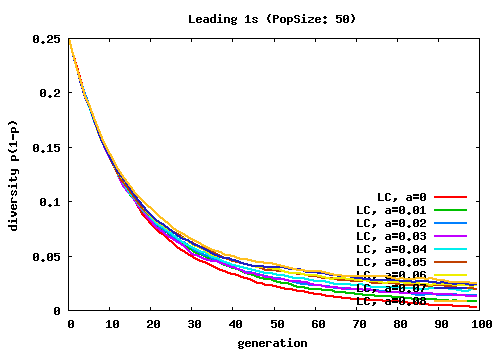 Leading 1s (PopSize: 50)
0.25
0.2
0.15
0.1
0.05
0
diversity p(1-p)
LC, a=0
LC, a=0.01
LC, a=0.02
LC, a=0.03
LC, a=0.04
LC, a=0.05
LC, a=0.06
LC, a=0.07
LC, a=0.08
0 10 20 30 40 50 60 70 80 90 100
generation